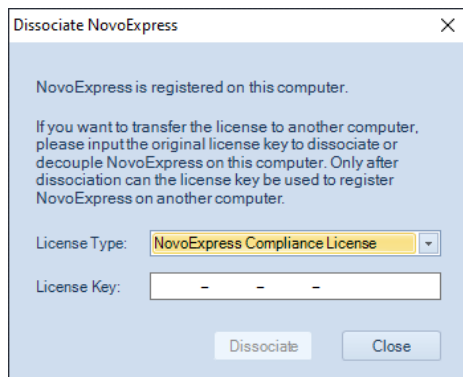 Dissociate NovoExpress
NovoExpress is registered on this computer.
If you want to transfer the license to another computer,
please input the original license key to dissociate or
decouple NovoExpress on this computer. Only after
dissociation can the license key be used to register
NovoExpress on another computer.
License Type: NovoExpress Compliance License
License Key: – – –
Dissociate Close